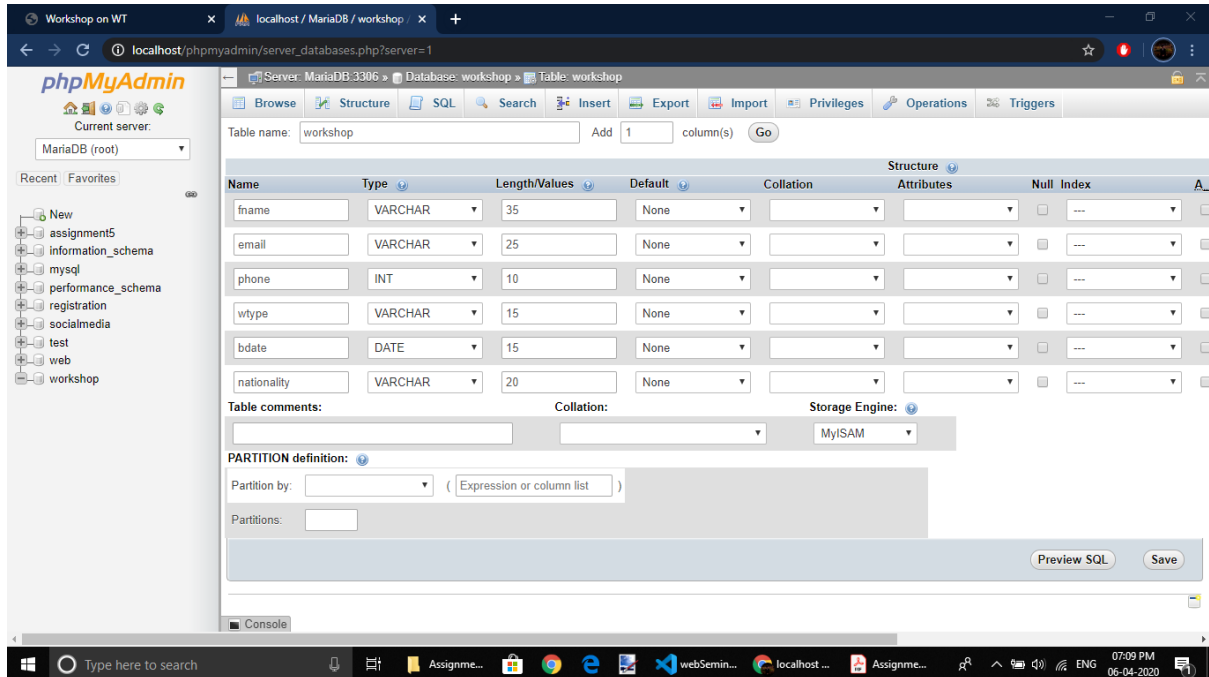 Workshop on WT
localhost / MariaDB / workshop /
localhost/phpmyadmin/server_databases.php?server=1
phpMyAdmin
Current server:
MariaDB (root)
Recent Favorites
New
assignment5
information_schema
mysql
performance_schema
registration
socialmedia
test
web
workshop
Server: MariaDB:3306 » Database: workshop » Table: workshop
Browse Structure SQL Search Insert Export Import Privileges Operations Triggers
Table name: workshop Add 1 column(s) Go
Structure
Name Type Length/Values Default Collation Attributes Null Index A_
fname VARCHAR 35 None ---
email VARCHAR 25 None ---
phone INT 10 None ---
wtype VARCHAR 15 None ---
bdate DATE 15 None ---
nationality VARCHAR 20 None ---
Table comments: Collation: Storage Engine:
MyISAM
PARTITION definition:
Partition by: ( Expression or column list )
Partitions:
Preview SQL Save
Console
Type here to search Assignme... webSemin... localhost ... Assignme... ENG 07:09 PM
06-04-2020